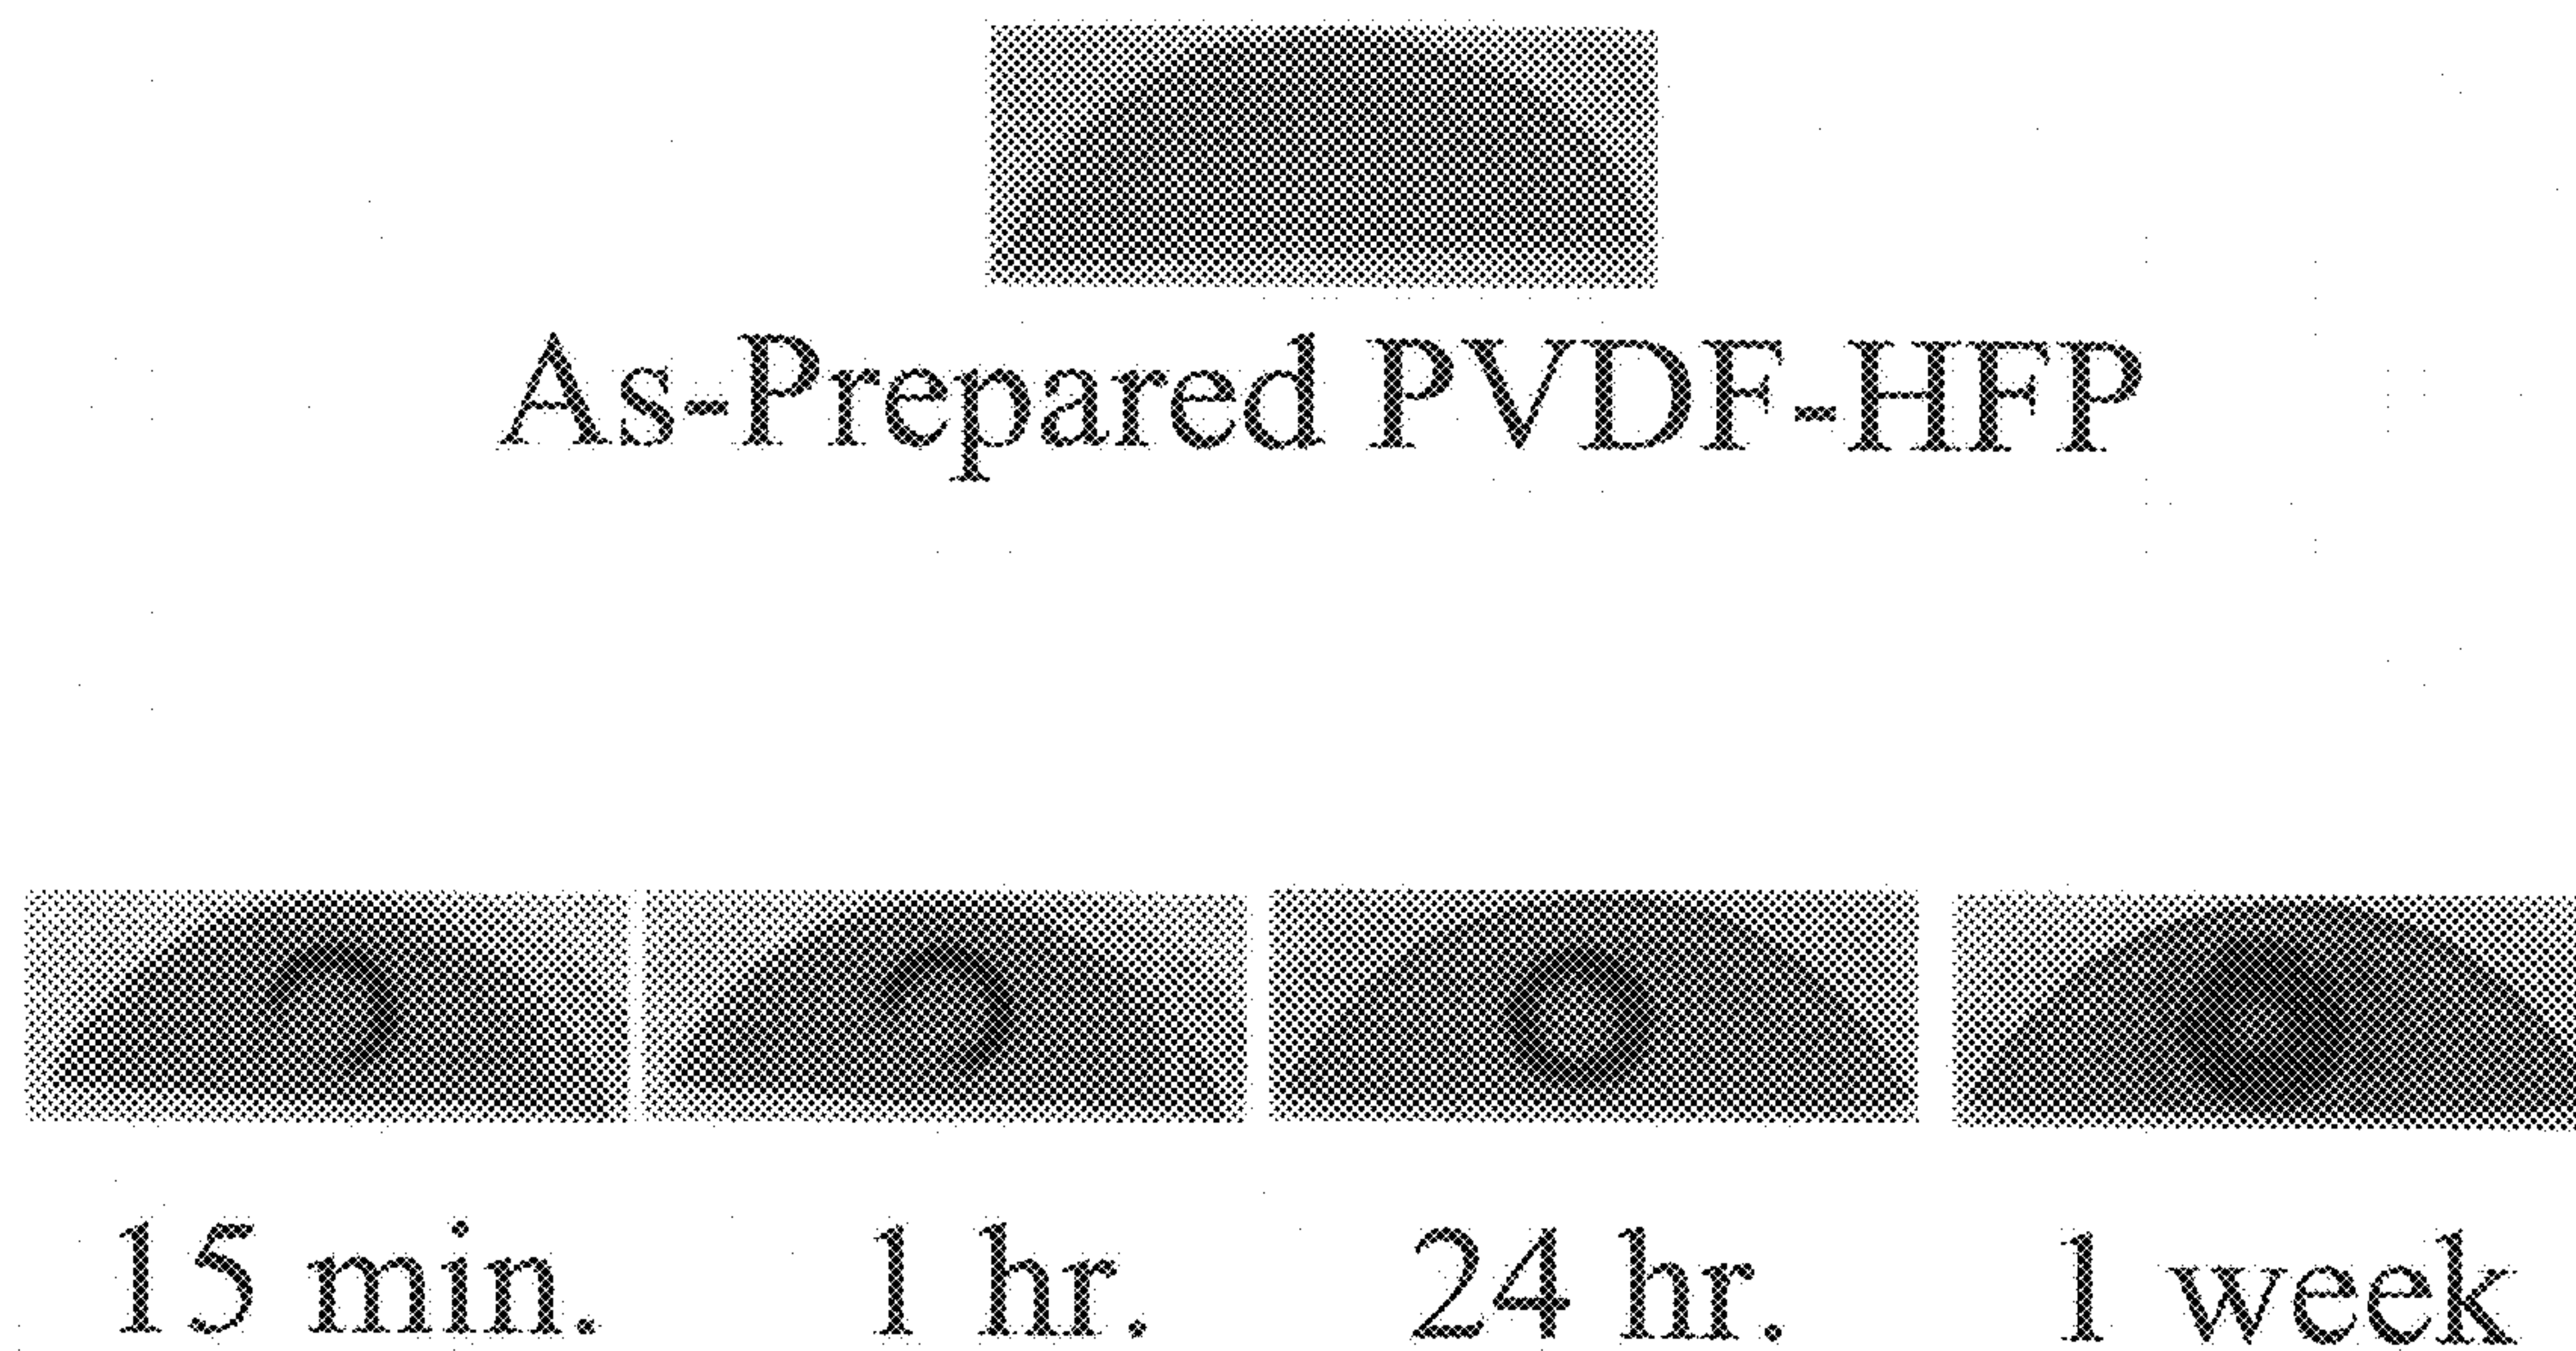 As-Prepared PVDF-HFP
15 min. 1 hr. 24 hr. 1 week